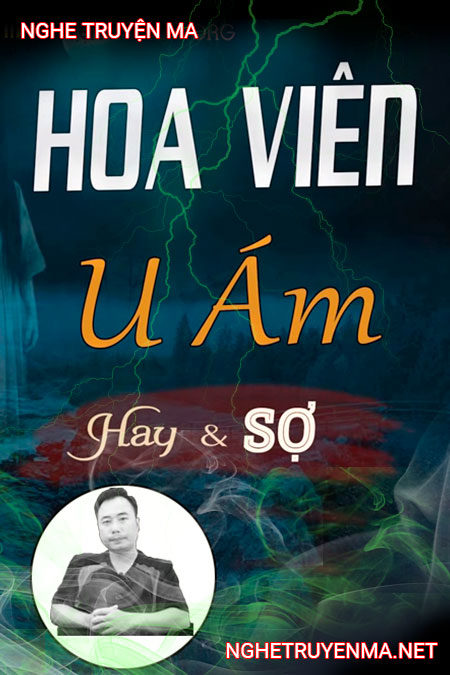 NGHE TRUYỆN MA
HOA VIÊN
U Ám
Hay & SỢ
NGHETRUYENMA.NET